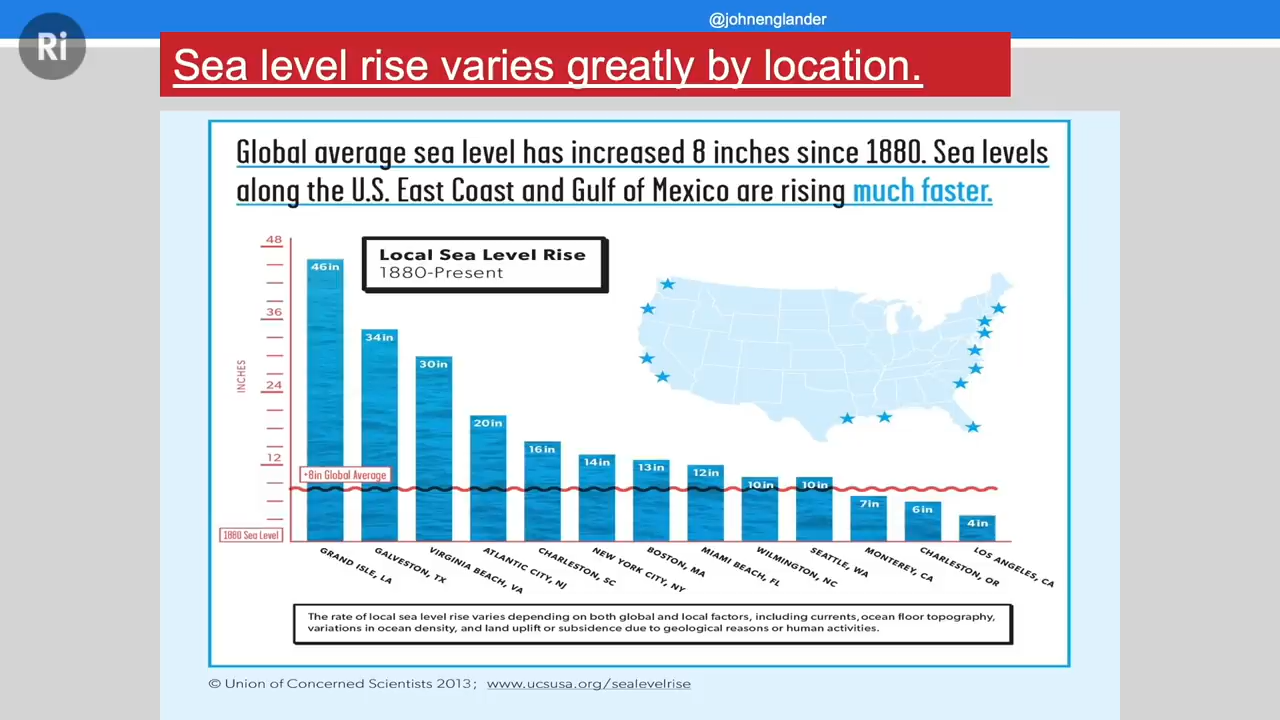 @johnenglander
Ri
Sea level rise varies greatly by location.
Global average sea level has increased 8 inches since 1880. Sea levels
along the U.S. East Coast and Gulf of Mexico are rising much faster.
Local Sea Level Rise
1880-Present
48
36
24
12
INCHES
46in
34in
30in
20in
16in
14in
13in
12in
10in
10in
7in
6in
4in
+8in Global Average
1880 Sea Level
GRAND ISLE, LA
GALVESTON, TX
VIRGINIA BEACH, VA
ATLANTIC CITY, NJ
CHARLESTON, SC
NEW YORK CITY, NY
BOSTON, MA
MIAMI BEACH, FL
WILMINGTON, NC
SEATTLE, WA
MONTEREY, CA
CHARLESTON, OR
LOS ANGELES, CA
The rate of local sea level rise varies depending on both global and local factors, including currents, ocean floor topography,
variations in ocean density, and land uplift or subsidence due to geological reasons or human activities.
© Union of Concerned Scientists 2013; www.ucsusa.org/sealevelrise